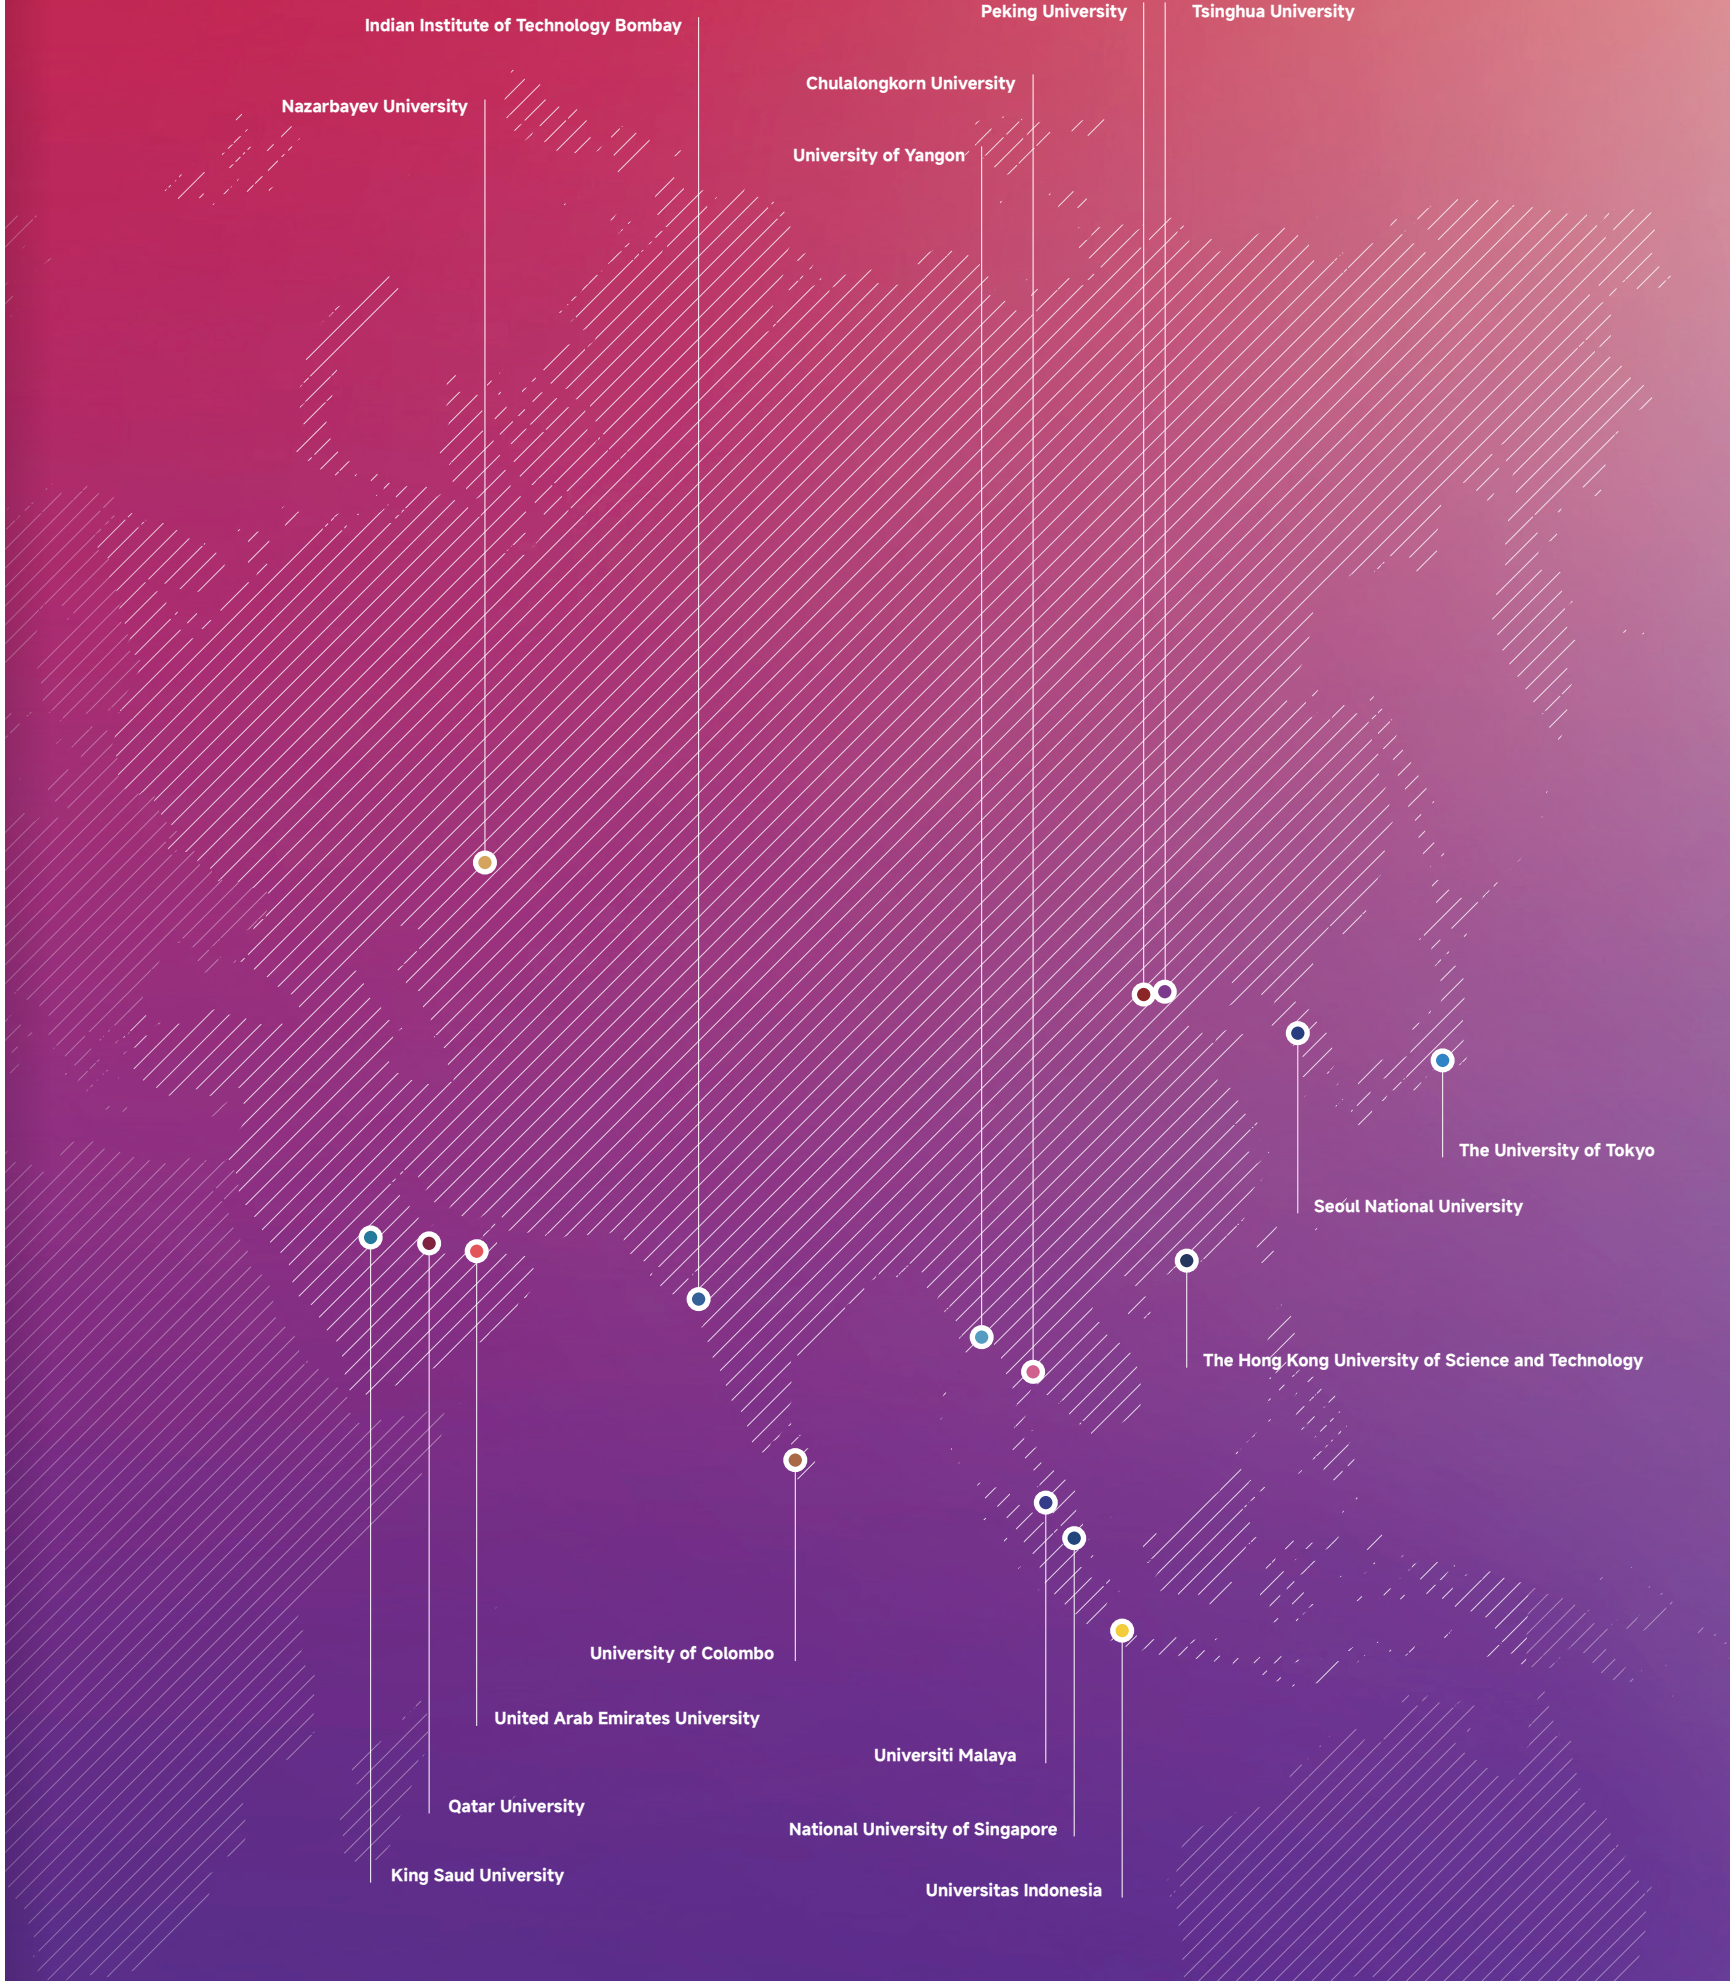 Peking University
Tsinghua University
Indian Institute of Technology Bombay
Chulalongkorn University
Nazarbayev University
University of Yangon
The University of Tokyo
Seoul National University
The Hong Kong University of Science and Technology
University of Colombo
United Arab Emirates University
Universiti Malaya
Qatar University
National University of Singapore
King Saud University
Universitas Indonesia